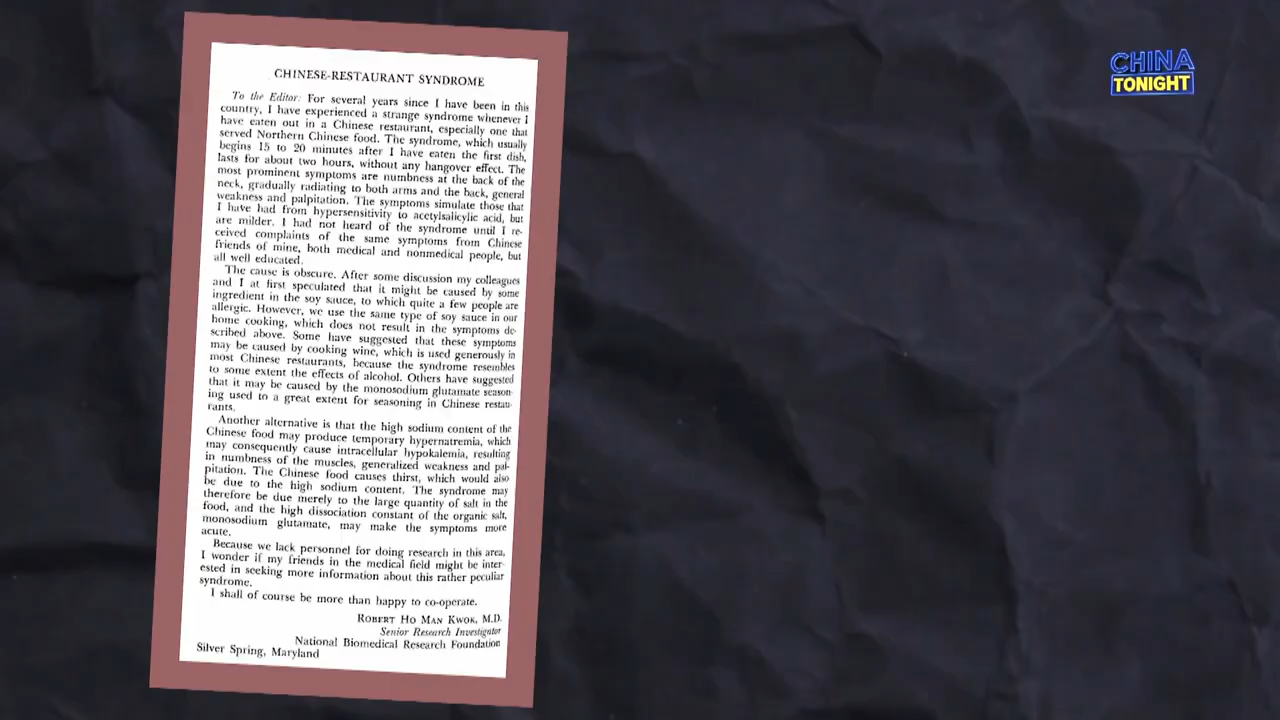 CHINESE-RESTAURANT SYNDROME
To the Editor: For several years since I have been in this
country, I have experienced a strange syndrome whenever I
have eaten out in a Chinese restaurant, especially one that
served Northern Chinese food. The syndrome, which usually
begins 15 to 20 minutes after I have eaten the first dish,
lasts for about two hours, without any hangover effect. The
most prominent symptoms are numbness at the back of the
neck, gradually radiating to both arms and the back, general
weakness and palpitation. The symptoms simulate those that
I have had from hypersensitivity to acetylsalicylic acid, but
are milder. I had not heard of the syndrome until I re-
ceived complaints of the same symptoms from Chinese
friends of mine, both medical and nonmedical people, but
all well educated.
The cause is obscure. After some discussion my colleagues
and I at first speculated that it might be caused by some
ingredient in the soy sauce, to which quite a few people are
allergic. However, we use the same type of soy sauce in our
home cooking, which does not result in the symptoms de-
scribed above. Some have suggested that these symptoms
may be caused by cooking wine, which is used generously in
most Chinese restaurants, because the syndrome resembles
to some extent the effects of alcohol. Others have suggested
that it may be caused by the monosodium glutamate season-
ing used to a great extent for seasoning in Chinese restau-
rants.
Another alternative is that the high sodium content of the
Chinese food may produce temporary hypernatremia, which
may consequently cause intracellular hypokalemia, resulting
in numbness of the muscles, generalized weakness and pal-
pitation. The Chinese food causes thirst, which would also
be due to the high sodium content. The syndrome may
therefore be due merely to the large quantity of salt in the
food, and the high dissociation constant of the organic salt,
monosodium glutamate, may make the symptoms more
acute.
Because we lack personnel for doing research in this area,
I wonder if my friends in the medical field might be inter-
ested in seeking more information about this rather peculiar
syndrome.
I shall of course be more than happy to co-operate.
ROBERT HO MAN KWOK, M.D.
Senior Research Investigator
National Biomedical Research Foundation
Silver Spring, Maryland
CHINA
TONIGHT